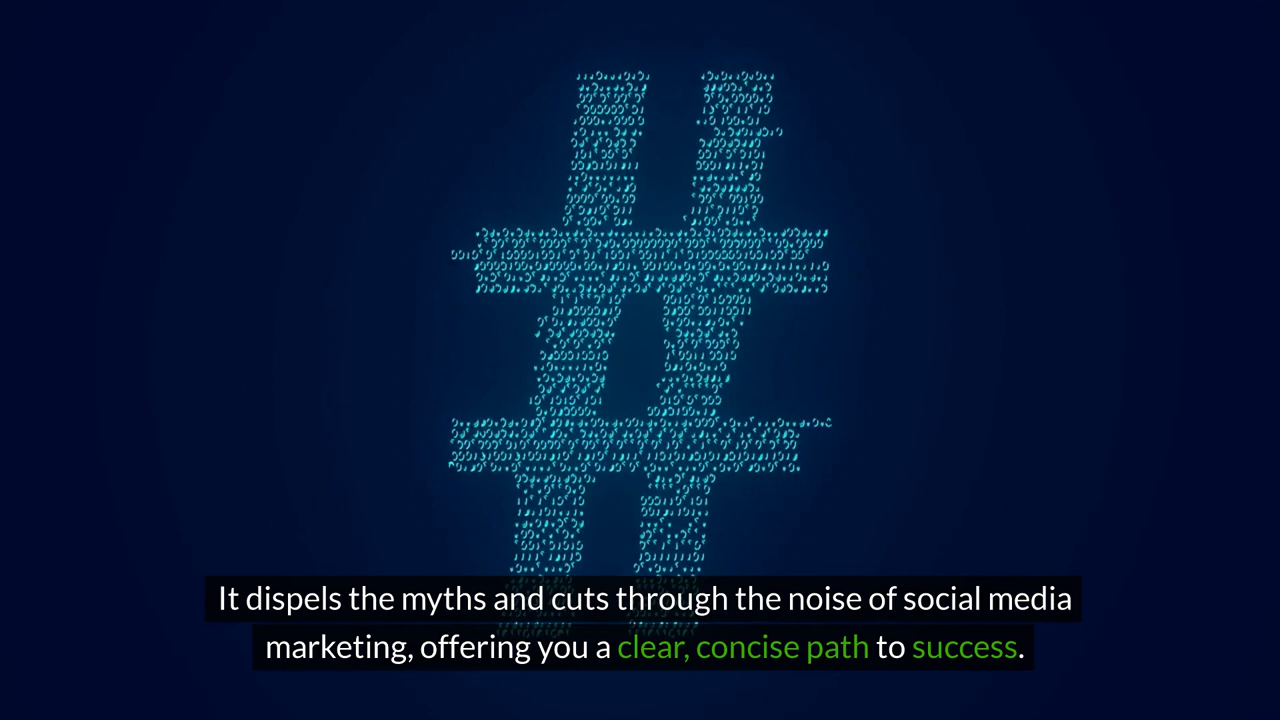 It dispels the myths and cuts through the noise of social media
marketing, offering you a clear, concise path to success.